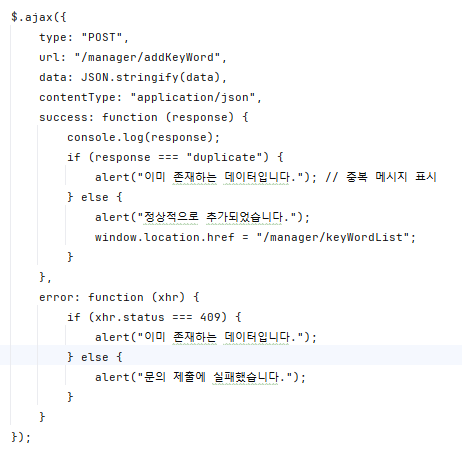 $.ajax({
    type: "POST",
    url: "/manager/addKeyWord",
    data: JSON.stringify(data),
    contentType: "application/json",
    success: function (response) {
        console.log(response);
        if (response === "duplicate") {
            alert("이미 존재하는 데이터입니다."); // 중복 메시지 표시
        } else {
            alert("정상적으로 추가되었습니다.");
            window.location.href = "/manager/keyWordList";
        }
    },
    error: function (xhr) {
        if (xhr.status === 409) {
            alert("이미 존재하는 데이터입니다.");
        } else {
            alert("문의 제출에 실패했습니다.");
        }
    }
});